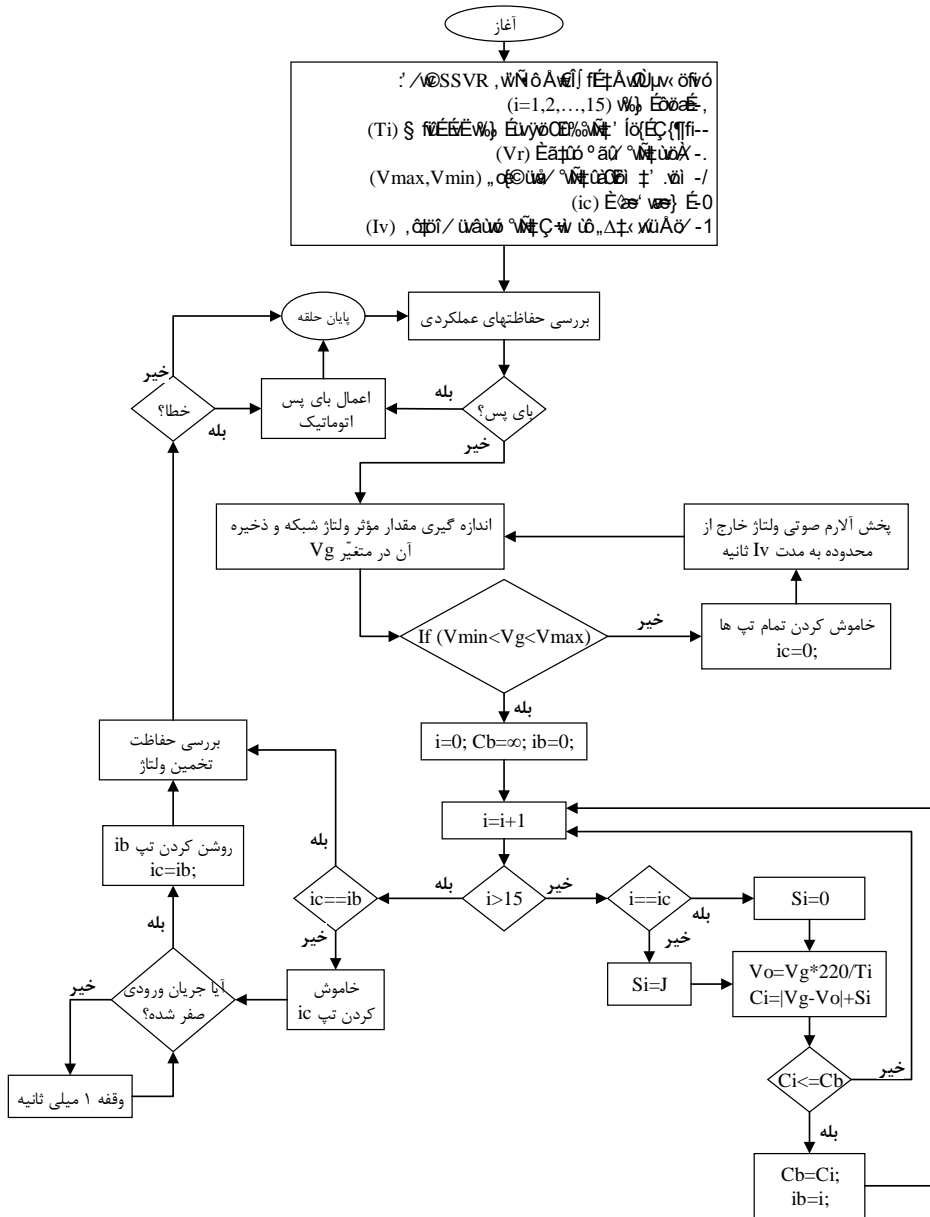 آغاز
SSVR
(i=1,2,…,15)
(Ti)
(Vr)
(Vmax,Vmin)
(ic)
(Iv)
پایان حلقه
بررسی حفاظتهای عملکردی
خیر
بله
خطا؟
بله
اعمال بای پس
اتوماتیک
بای پس؟
خیر
اندازه گیری مقدار مؤثر ولتاژ شبکه و ذخیره
آن در متغیّر Vg
پخش آلارم صوتی ولتاژ خارج از
محدوده به مدت Iv ثانیه
If (Vmin<Vg<Vmax)
خیر
خاموش کردن تمام تپ ها
ic=0;
بله
i=0; Cb=∞; ib=0;
بررسی حفاظت
تخمین ولتاژ
i=i+1
روشن کردن تپ ib
ic=ib;
بله
ic==ib
بله
i>15
خیر
i==ic
بله
Si=0
خیر
خیر
Si=J
Vo=Vg*220/Ti
Ci=|Vg-Vo|+Si
بله
آیا جریان ورودی
صفر شده؟
خیر
خاموش
کردن تپ ic
Ci<=Cb
خیر
وقفه ۱ میلی ثانیه
بله
Cb=Ci;
ib=i;